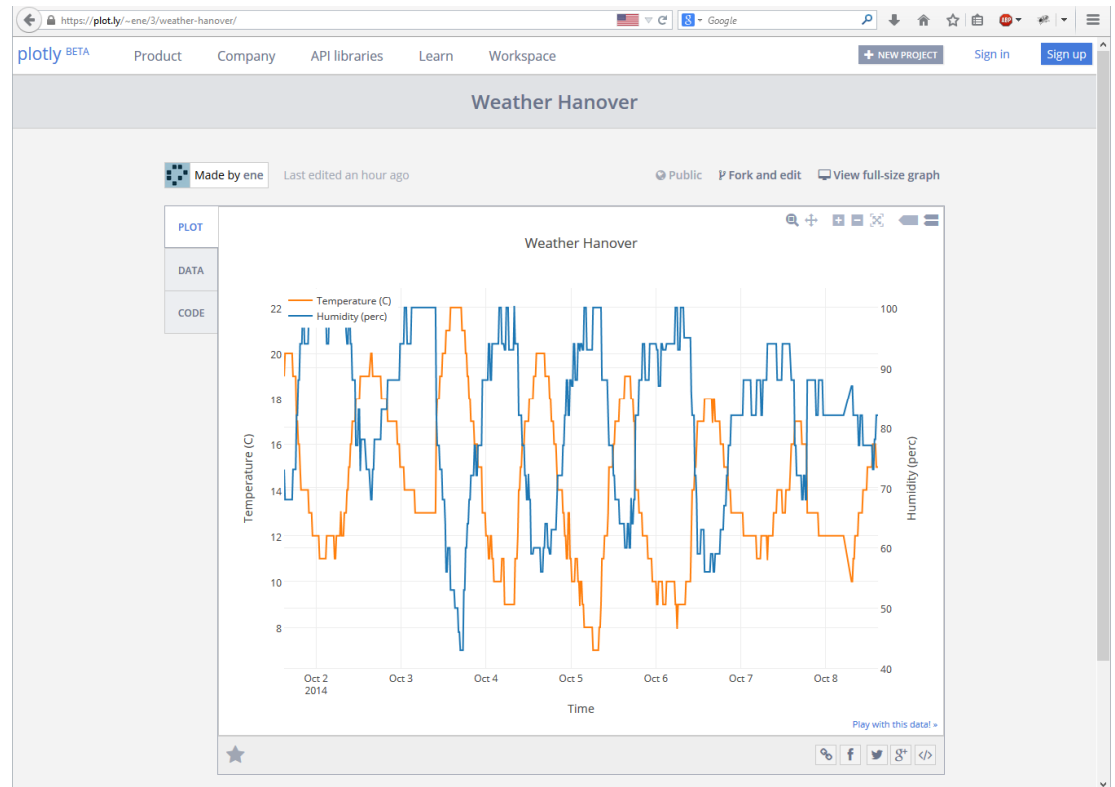 https://plot.ly/~ene/3/weather-hanover/ Google
plotly BETA Product Company API libraries Learn Workspace NEW PROJECT Sign in Sign up
Weather Hanover
Made by ene Last edited an hour ago Public Fork and edit View full-size graph
PLOT
DATA
CODE
Weather Hanover
Temperature (C)
Humidity (perc)
22
20
18
16
14
12
10
8
Temperature (C)
100
90
80
70
60
50
40
Humidity (perc)
Oct 2 Oct 3 Oct 4 Oct 5 Oct 6 Oct 7 Oct 8
2014
Time
Play with this data! »